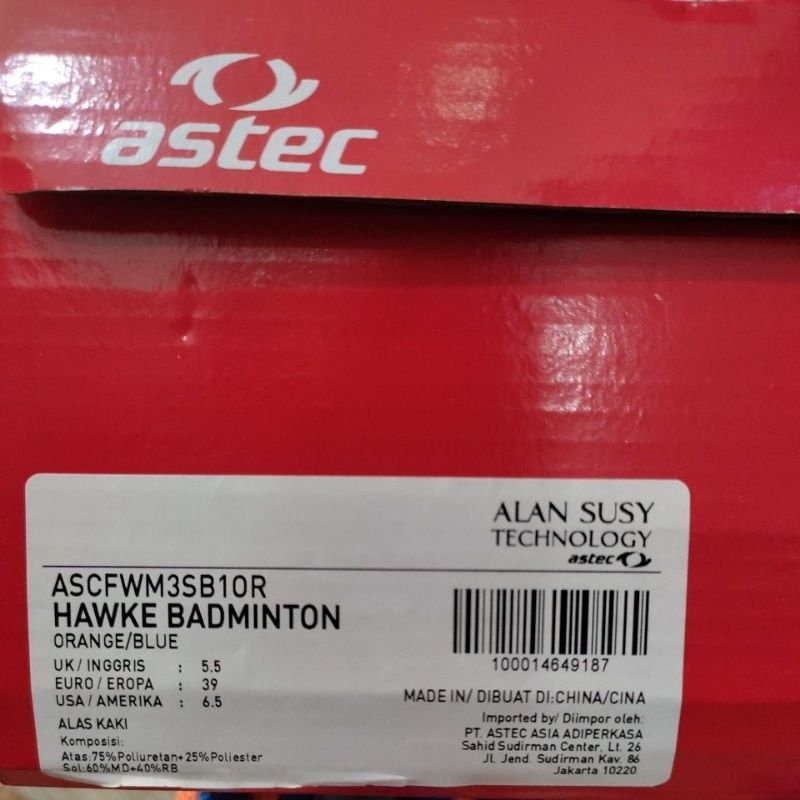 astec
ALAN SUSY
TECHNOLOGY
astec
ASCFWM3SB10R
HAWKE BADMINTON
ORANGE/BLUE
UK/INGGRIS : 5.5
EURO/EROPA : 39
USA/AMERIKA : 6.5
ALAS KAKI
Komposisi:
Atas:75%Poliuretan+25%Poliester
Sol:60%MD+40%RB
100014649187
MADE IN/ DIBUAT DI:CHINA/CINA
Imported by/ Diimpor oleh:
PT. ASTEC ASIA ADIPERKASA
Sahid Sudirman Center, Lt. 26
Jl. Jend. Sudirman Kav. 86
Jakarta 10220